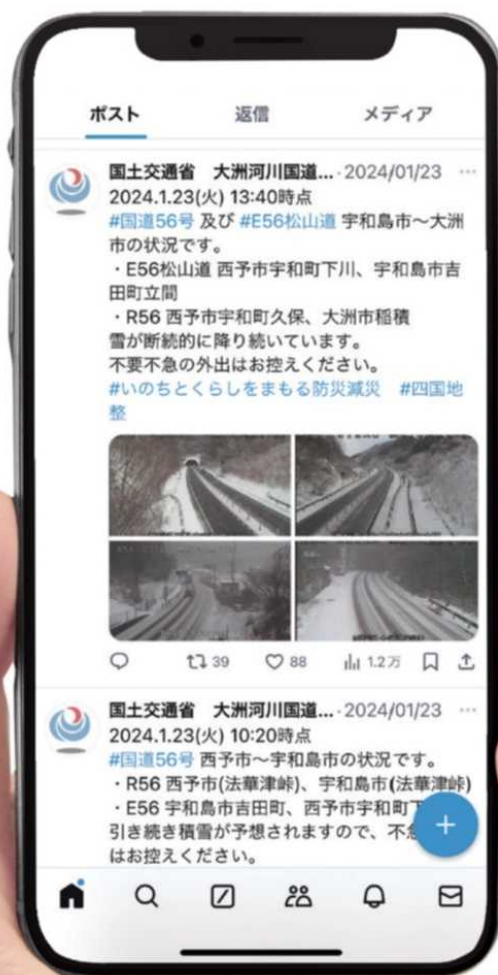 ポスト 返信 メディア
国土交通省 大洲河川国道... · 2024/01/23 ...
2024.1.23(火) 13:40時点
#国道56号 及び #E56松山道 宇和島市～大洲
市の状況です。
・E56松山道 西予市宇和町下川、宇和島市吉
田町立間
・R56 西予市宇和町久保、大洲市稲積
雪が断続的に降り続いています。
不要不急の外出はお控えください。
#いのちとくらしをまもる防災減災 #四国地
整
39 88 1.2万
国土交通省 大洲河川国道... · 2024/01/23 ...
2024.1.23(火) 10:20時点
#国道56号 西予市～宇和島市の状況です。
・R56 西予市(法華津峠)、宇和島市(法華津峠)
・E56 宇和島市吉田町、西予市宇和町
引き続き積雪が予想されますので、不
はお控えください。